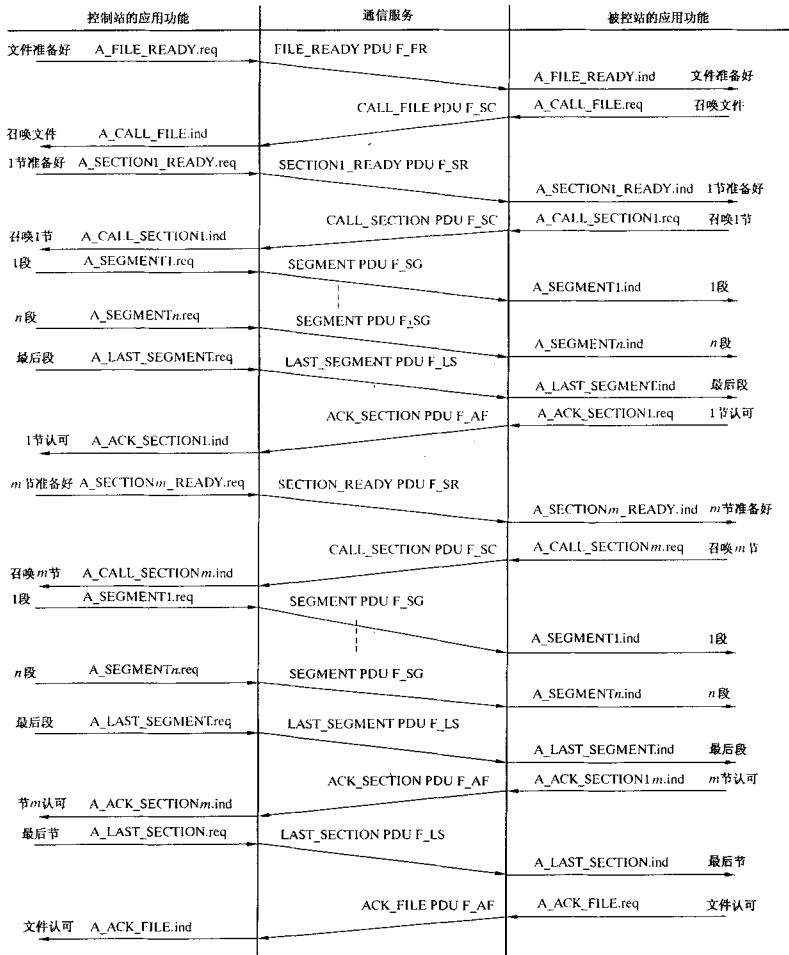 控制站的应用功能 通信服务 被控站的应用功能
文件准备好 A_FILE_READY.req FILE_READY PDU F_FR
A_FILE_READY.ind 文件准备好
CALL_FILE PDU F_SC A_CALL_FILE.req 召唤文件
召唤文件 A_CALL_FILE.ind
1节准备好 A_SECTION1_READY.req SECTION1_READY PDU F_SR
A_SECTION1_READY.ind 1节准备好
CALL_SECTION PDU F_SC A_CALL_SECTION1.req 召唤1节
召唤1节 A_CALL_SECTION1.ind
1段 A_SEGMENT1.req SEGMENT PDU F_SG
A_SEGMENT1.ind 1段
n段 A_SEGMENTn.req SEGMENT PDU F_SG
A_SEGMENTn.ind n段
最后段 A_LAST_SEGMENT.req LAST_SEGMENT PDU F_LS
A_LAST_SEGMENT.ind 最后段
ACK_SECTION PDU F_AF A_ACK_SECTION1.req 1节认可
1节认可 A_ACK_SECTION1.ind
m节准备好 A_SECTIONm_READY.req SECTION_READY PDU F_SR
A_SECTIONm_READY.ind m节准备好
CALL_SECTION PDU F_SC A_CALL_SECTIONm.req 召唤m节
召唤m节 A_CALL_SECTIONm.ind
1段 A_SEGMENT1.req SEGMENT PDU F_SG
A_SEGMENT1.ind 1段
n段 A_SEGMENTn.req SEGMENT PDU F_SG
A_SEGMENTn.ind n段
最后段 A_LAST_SEGMENT.req LAST_SEGMENT PDU F_LS
A_LAST_SEGMENT.ind 最后段
ACK_SECTION PDU F_AF A_ACK_SECTION1m.ind m节认可
节m认可 A_ACK_SECTIONm.ind
最后节 A_LAST_SECTION.req LAST_SECTION PDU F_LS
A_LAST_SECTION.ind 最后节
ACK_FILE PDU F_AF A_ACK_FILE.req 文件认可
文件认可 A_ACK_FILE.ind